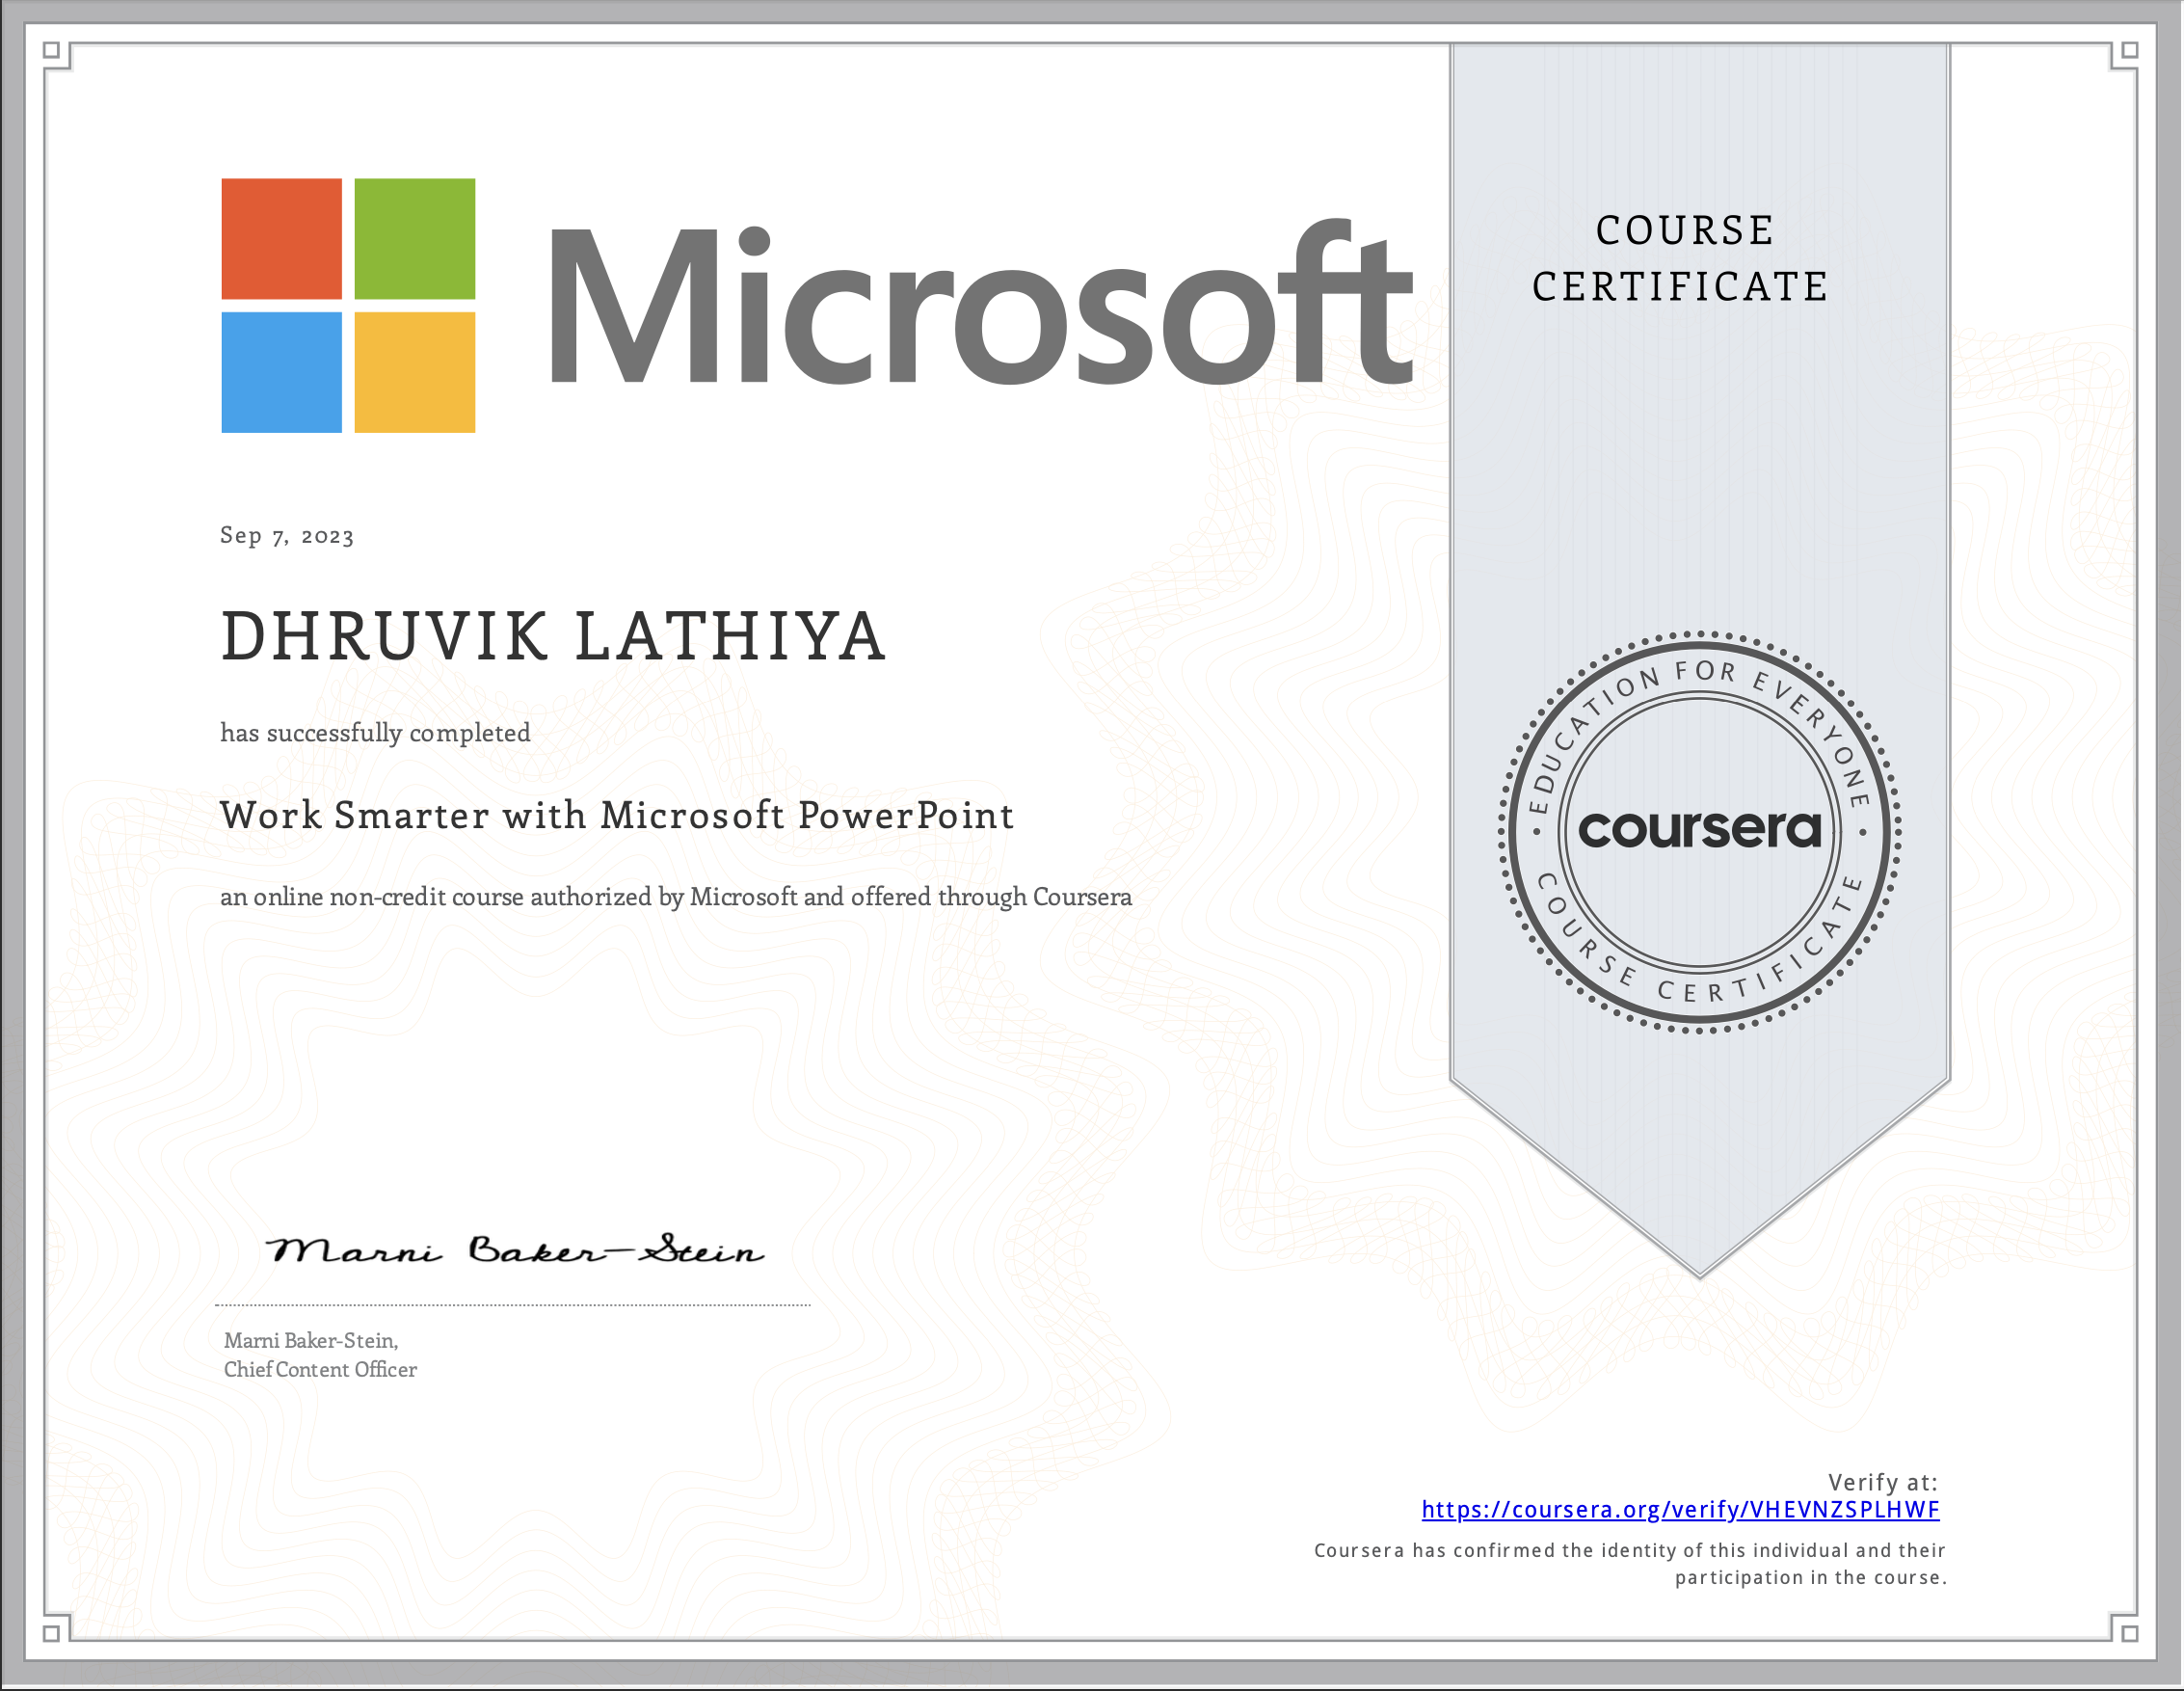 Microsoft
COURSE
CERTIFICATE
Sep 7, 2023
DHRUVIK LATHIYA
has successfully completed
Work Smarter with Microsoft PowerPoint
an online non-credit course authorized by Microsoft and offered through Coursera
EDUCATION FOR EVERYONE
coursera
COURSE CERTIFICATE
Marni Baker-Stein
Marni Baker-Stein,
Chief Content Officer
Verify at:
https://coursera.org/verify/VHEVNZSPLHWF
Coursera has confirmed the identity of this individual and their
participation in the course.